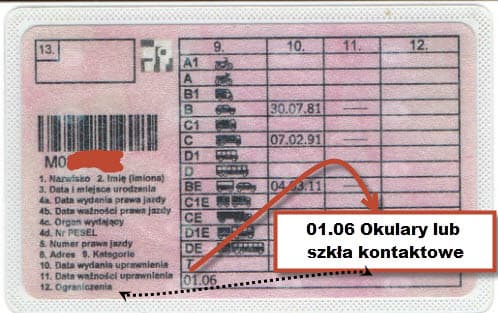 13.
9. 10. 11. 12.
A1
A
B1
B 30.07.81 —
C1
C 07.02.91 —
D1
D
BE 04. 11 —
C1E
CE
D1E
DE
T
01.06
M0
1. Nazwisko 2. Imię (imiona)
3. Data i miejsce urodzenia
4a. Data wydania prawa jazdy
4b. Data ważności prawa jazdy
4c. Organ wydający
4d. Nr PESEL
5. Numer prawa jazdy
8. Adres 9. Kategorie
10. Data wydania uprawnienia
11. Data ważności uprawnienia
12. Ograniczenia
01.06 Okulary lub
szkła kontaktowe